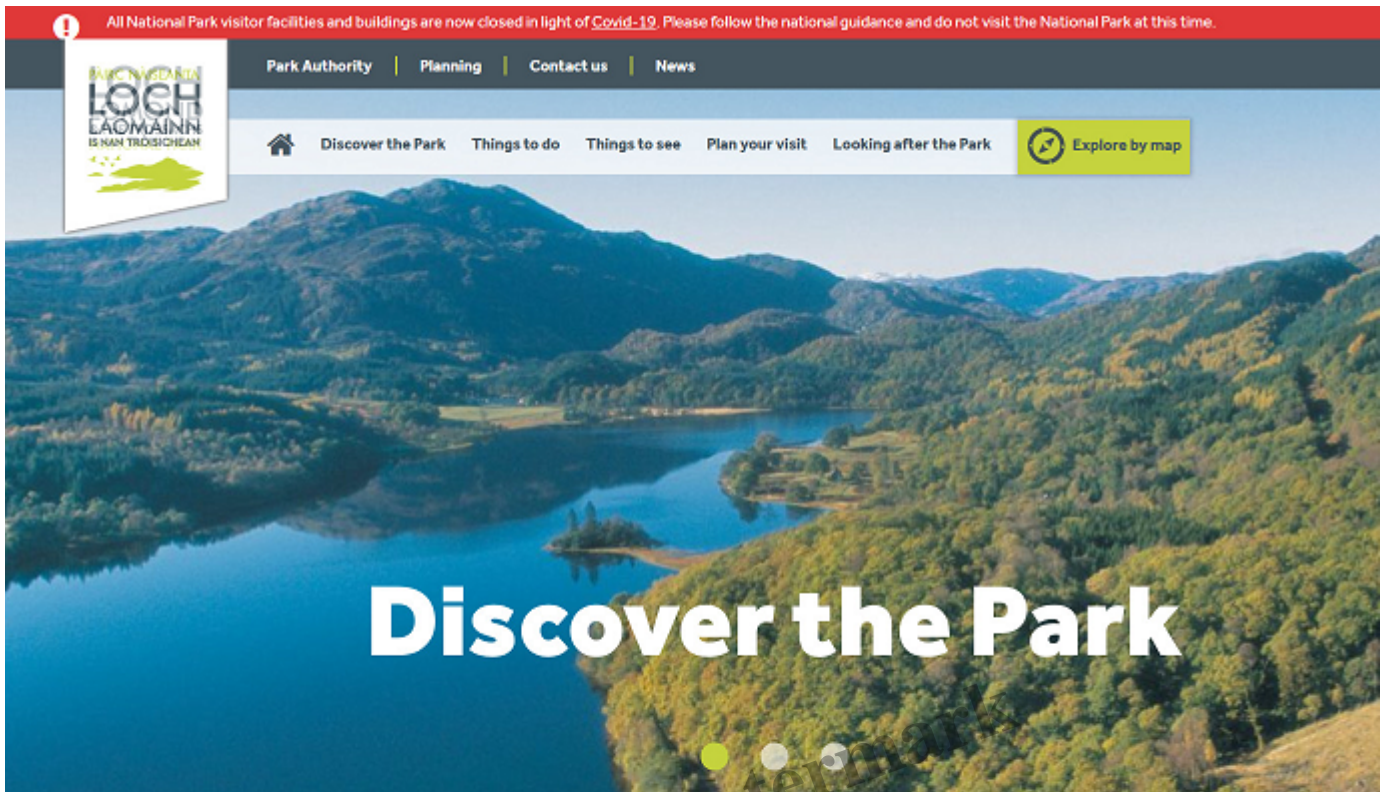 All National Park visitor facilities and buildings are now closed in light of Covid-19. Please follow the national guidance and do not visit the National Park at this time.
Park Authority | Planning | Contact us | News
LOCH
LAOMAINN
IS NAN TRÒISICHEAN
Discover the Park Things to do Things to see Plan your visit Looking after the Park Explore by map
Discover the Park